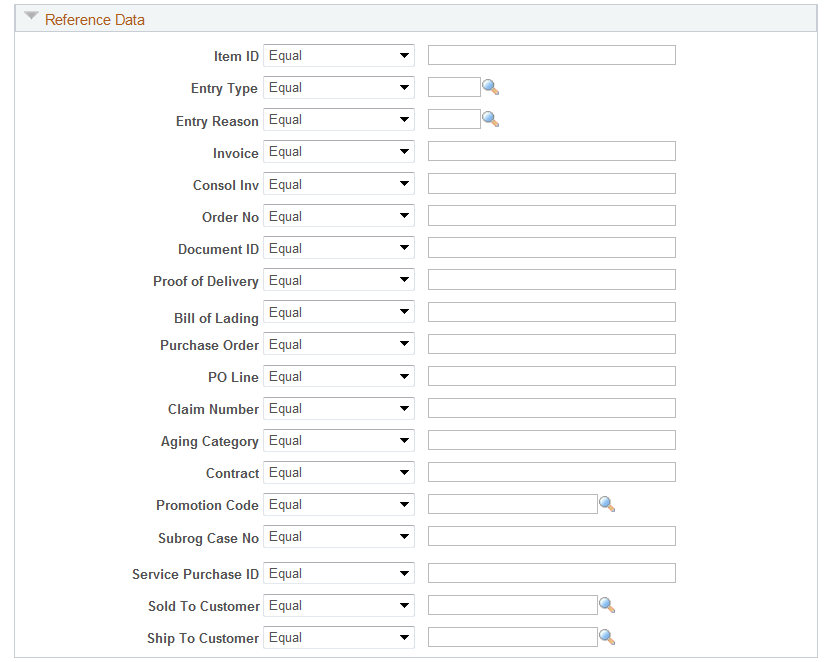 Reference Data
Item ID Equal
Entry Type Equal
Entry Reason Equal
Invoice Equal
Consol Inv Equal
Order No Equal
Document ID Equal
Proof of Delivery Equal
Bill of Lading Equal
Purchase Order Equal
PO Line Equal
Claim Number Equal
Aging Category Equal
Contract Equal
Promotion Code Equal
Subrog Case No Equal
Service Purchase ID Equal
Sold To Customer Equal
Ship To Customer Equal